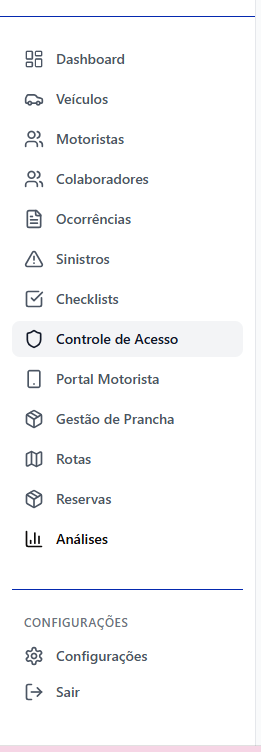 Dashboard
Veículos
Motoristas
Colaboradores
Ocorrências
Sinistros
Checklists
Controle de Acesso
Portal Motorista
Gestão de Prancha
Rotas
Reservas
Análises
CONFIGURAÇÕES
Configurações
Sair